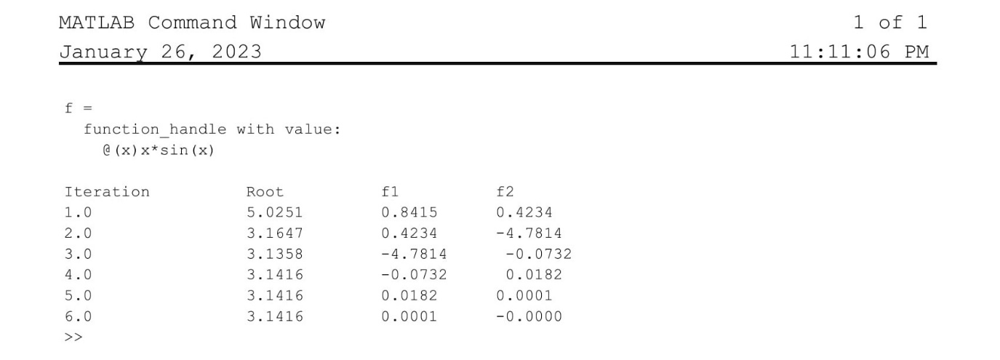 MATLAB Command Window 1 of 1
January 26, 2023 11:11:06 PM
f =
function_handle with value:
@(x)x*sin(x)
Iteration Root f1 f2
1.0 5.0251 0.8415 0.4234
2.0 3.1647 0.4234 -4.7814
3.0 3.1358 -4.7814 -0.0732
4.0 3.1416 -0.0732 0.0182
5.0 3.1416 0.0182 0.0001
6.0 3.1416 0.0001 -0.0000
>>